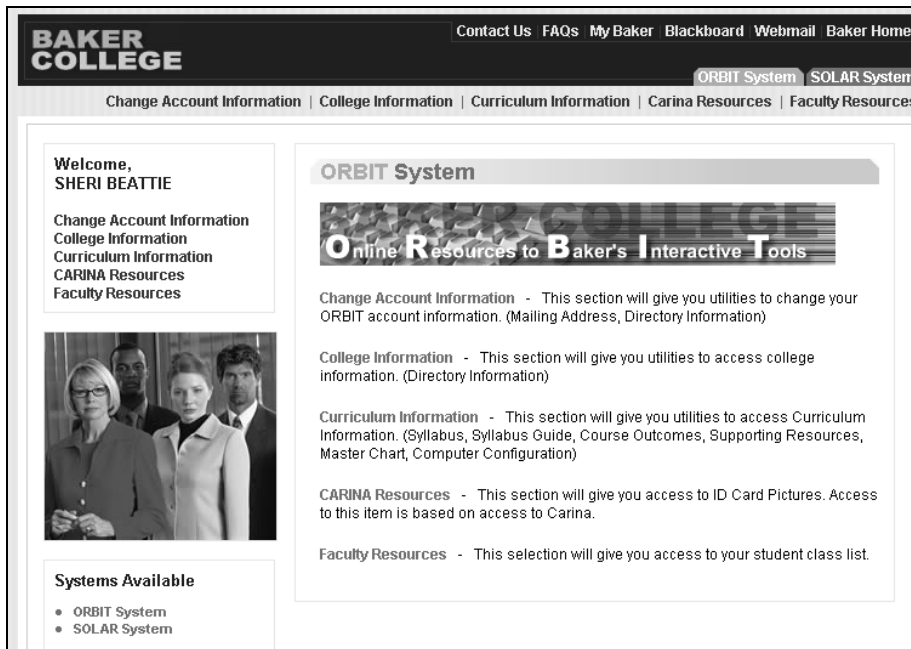 BAKER
COLLEGE
Contact Us FAQs My Baker Blackboard Webmail Baker Home
ORBIT System SOLAR System
Change Account Information | College Information | Curriculum Information | Carina Resources | Faculty Resources
Welcome,
SHERI BEATTIE
Change Account Information
College Information
Curriculum Information
CARINA Resources
Faculty Resources
Systems Available
• ORBIT System
• SOLAR System
ORBIT System
BAKER COLLEGE
Online Resources to Baker's Interactive Tools
Change Account Information - This section will give you utilities to change your
ORBIT account information. (Mailing Address, Directory Information)
College Information - This section will give you utilities to access college
information. (Directory Information)
Curriculum Information - This section will give you utilities to access Curriculum
Information. (Syllabus, Syllabus Guide, Course Outcomes, Supporting Resources,
Master Chart, Computer Configuration)
CARINA Resources - This section will give you access to ID Card Pictures. Access
to this item is based on access to Carina.
Faculty Resources - This selection will give you access to your student class list.